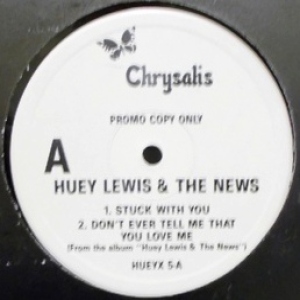 Chrysalis
PROMO COPY ONLY
A
HUEY LEWIS & THE NEWS
1. STUCK WITH YOU
2. DON'T EVER TELL ME THAT
YOU LOVE ME
(From the album "Huey Lewis & The News")
HUEYX 5-A